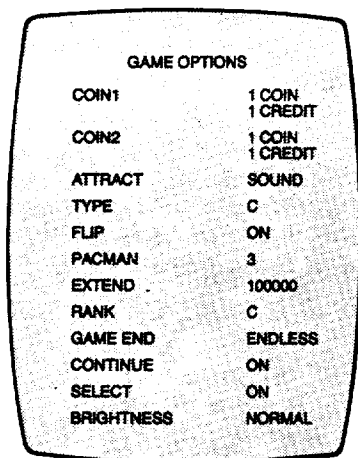 GAME OPTIONS
COIN1 1 COIN
1 CREDIT
COIN2 1 COIN
1 CREDIT
ATTRACT SOUND
TYPE C
FLIP ON
PACMAN 3
EXTEND 100000
RANK C
GAME END ENDLESS
CONTINUE ON
SELECT ON
BRIGHTNESS NORMAL